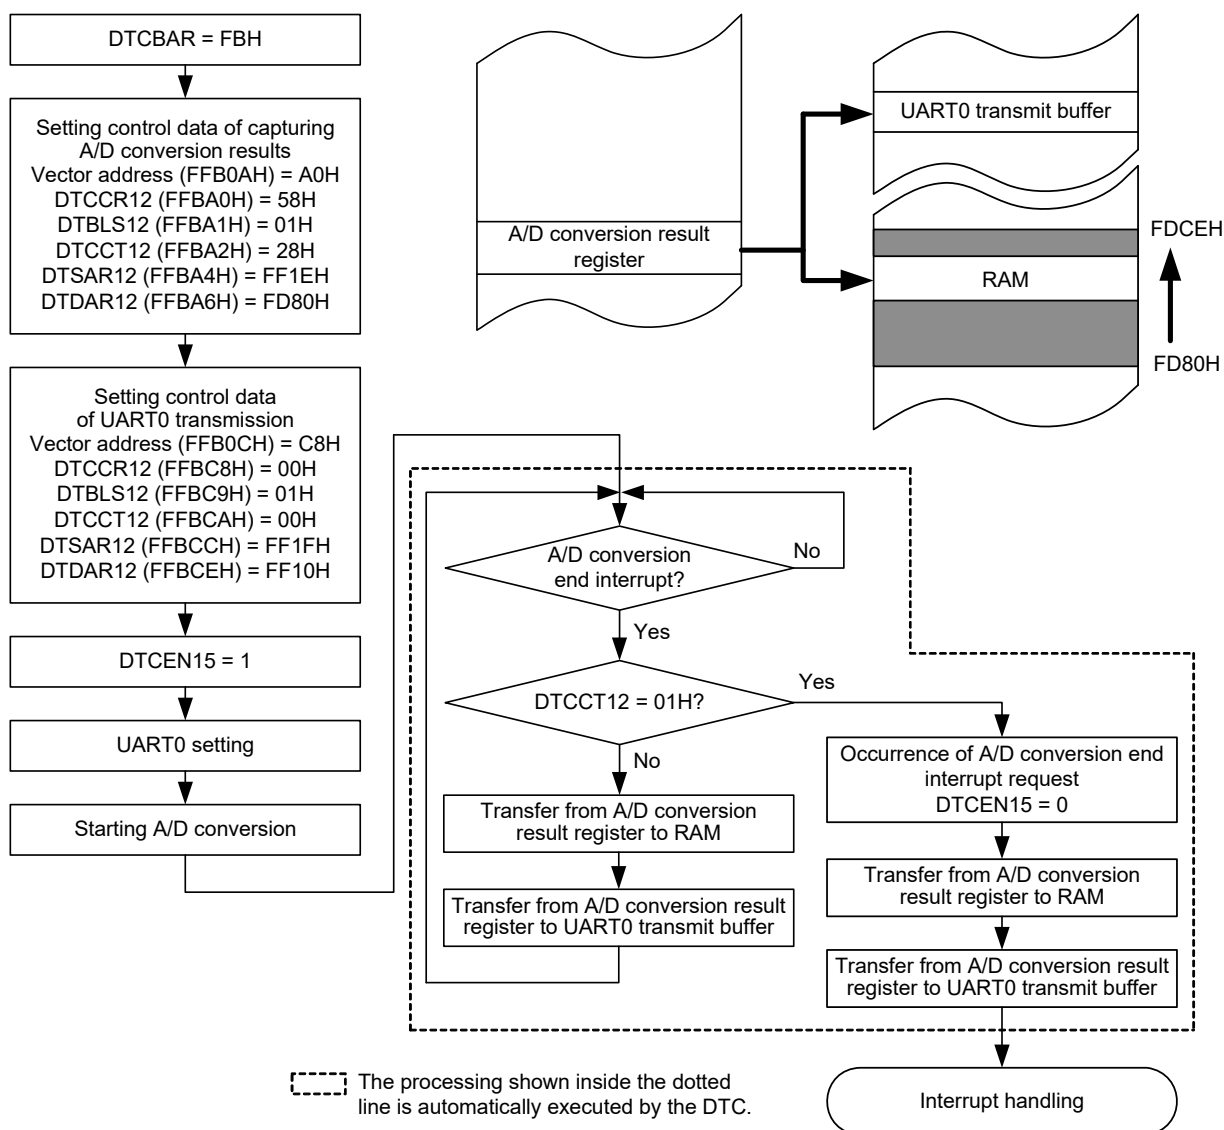 DTCBAR = FBH
Setting control data of capturing
A/D conversion results
Vector address (FFB0AH) = A0H
DTCCR12 (FFBA0H) = 58H
DTBLS12 (FFBA1H) = 01H
DTCCT12 (FFBA2H) = 28H
DTSAR12 (FFBA4H) = FF1EH
DTDAR12 (FFBA6H) = FD80H
Setting control data
of UART0 transmission
Vector address (FFB0CH) = C8H
DTCCR12 (FFBC8H) = 00H
DTBLS12 (FFBC9H) = 01H
DTCCT12 (FFBCAH) = 00H
DTSAR12 (FFBCCH) = FF1FH
DTDAR12 (FFBCEH) = FF10H
DTCEN15 = 1
UART0 setting
Starting A/D conversion
A/D conversion result
register
UART0 transmit buffer
RAM
FDCEH
FD80H
A/D conversion
end interrupt?
No
Yes
DTCCT12 = 01H?
Yes
No
Transfer from A/D conversion
result register to RAM
Transfer from A/D conversion result
register to UART0 transmit buffer
Occurrence of A/D conversion end
interrupt request
DTCEN15 = 0
Transfer from A/D conversion
result register to RAM
Transfer from A/D conversion result
register to UART0 transmit buffer
Interrupt handling
The processing shown inside the dotted
line is automatically executed by the DTC.